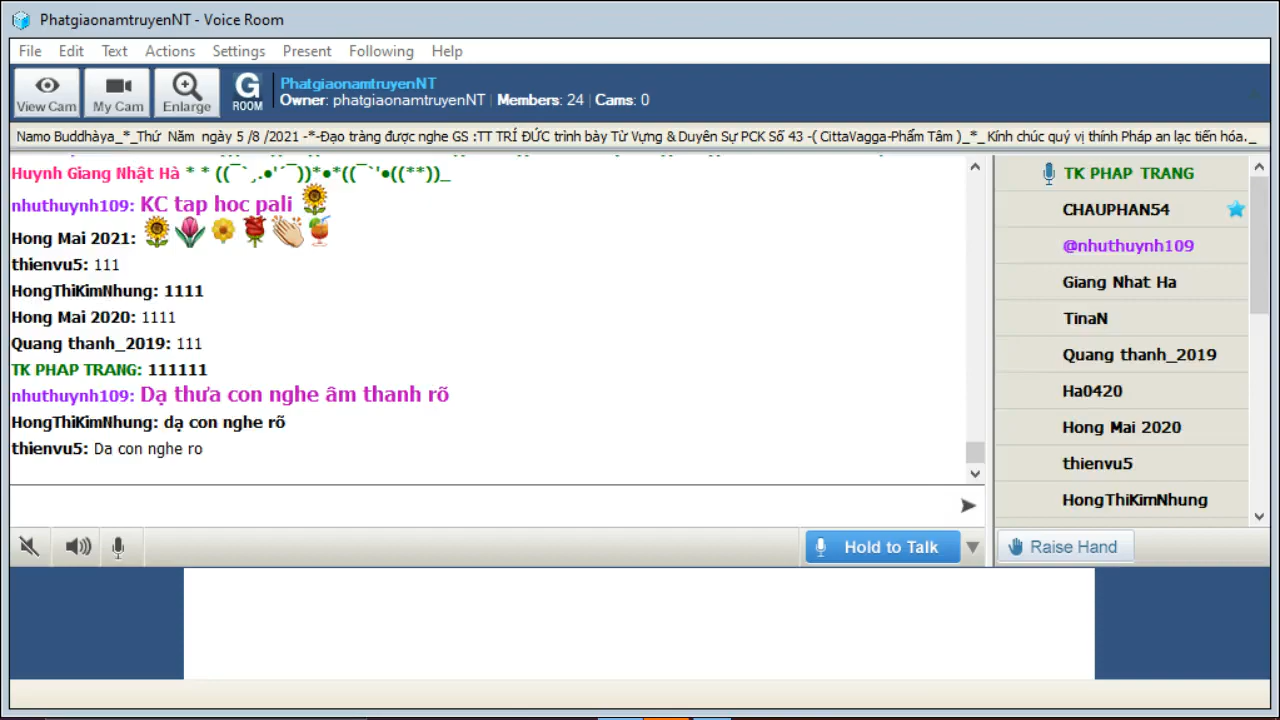 PhatgiaonamtruyenNT - Voice Room
File Edit Text Actions Settings Present Following Help
View Cam My Cam Enlarge G ROOM
PhatgiaonamtruyenNT
Owner: phatgiaonamtruyenNT | Members: 24 | Cams: 0
Namo Buddhàya_*_Thứ Năm ngày 5 /8 /2021 -*-Đạo tràng được nghe GS :TT TRÍ ĐỨC trình bày Từ Vựng & Duyên Sự PCK Số 43 -( CittaVagga-Phẩm Tâm )_*_Kính chúc quý vị thính Pháp an lạc tiến hóa._
Huynh Giang Nhật Hà * * ((¯`¸.●'´¯))*●*((¯`'●((**))_
nhuthuynh109: KC tap hoc pali
Hong Mai 2021:
thienvu5: 111
HongThiKimNhung: 1111
Hong Mai 2020: 1111
Quang thanh_2019: 111
TK PHAP TRANG: 111111
nhuthuynh109: Dạ thưa con nghe âm thanh rõ
HongThiKimNhung: dạ con nghe rõ
thienvu5: Da con nghe ro
TK PHAP TRANG
CHAUPHAN54
@nhuthuynh109
Giang Nhat Ha
TinaN
Quang thanh_2019
Ha0420
Hong Mai 2020
thienvu5
HongThiKimNhung
Hold to Talk
Raise Hand